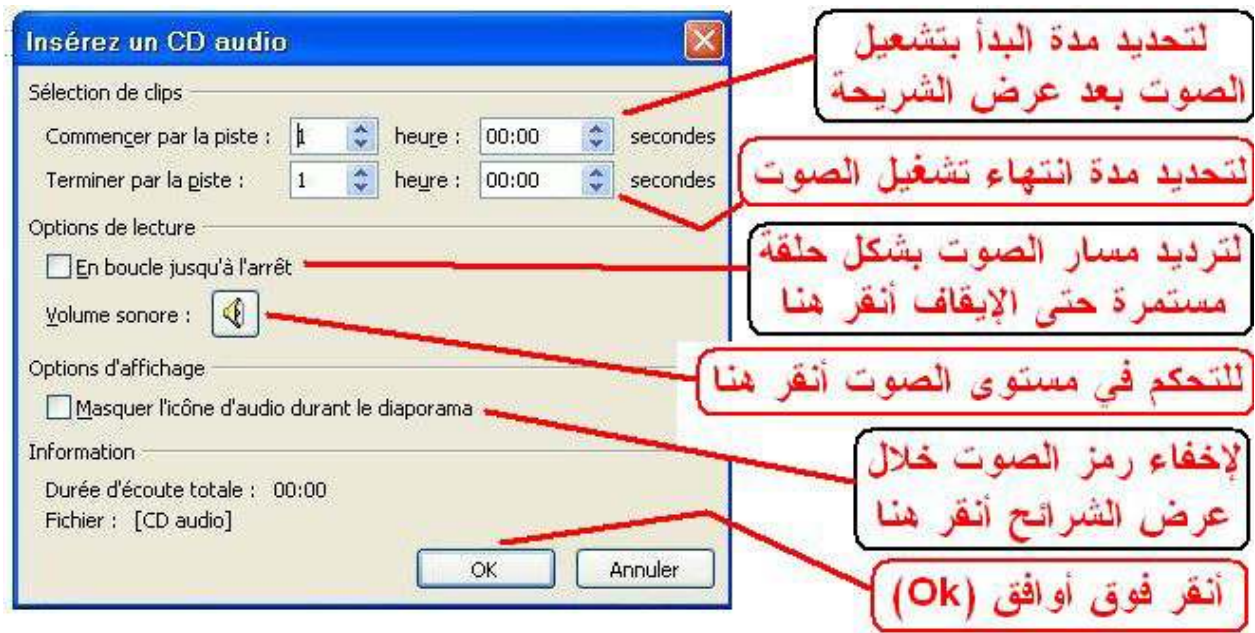 Insérez un CD audio
Sélection de clips
Commencer par la piste : 1 heure : 00:00 secondes
Terminer par la piste : 1 heure : 00:00 secondes
Options de lecture
En boucle jusqu'à l'arrêt
Volume sonore :
Options d'affichage
Masquer l'icône d'audio durant le diaporama
Information
Durée d'écoute totale : 00:00
Fichier : [CD audio]
OK Annuler
لتحديد مدة البدأ بتشغيل
الصوت بعد عرض الشريحة
لتحديد مدة انتهاء تشغيل الصوت
لترديد مسار الصوت بشكل حلقة
مستمرة حتى الإيقاف أنقر هنا
للتحكم في مستوى الصوت أنقر هنا
لإخفاء رمز الصوت خلال
عرض الشرائح أنقر هنا
أنقر فوق أوافق (Ok)